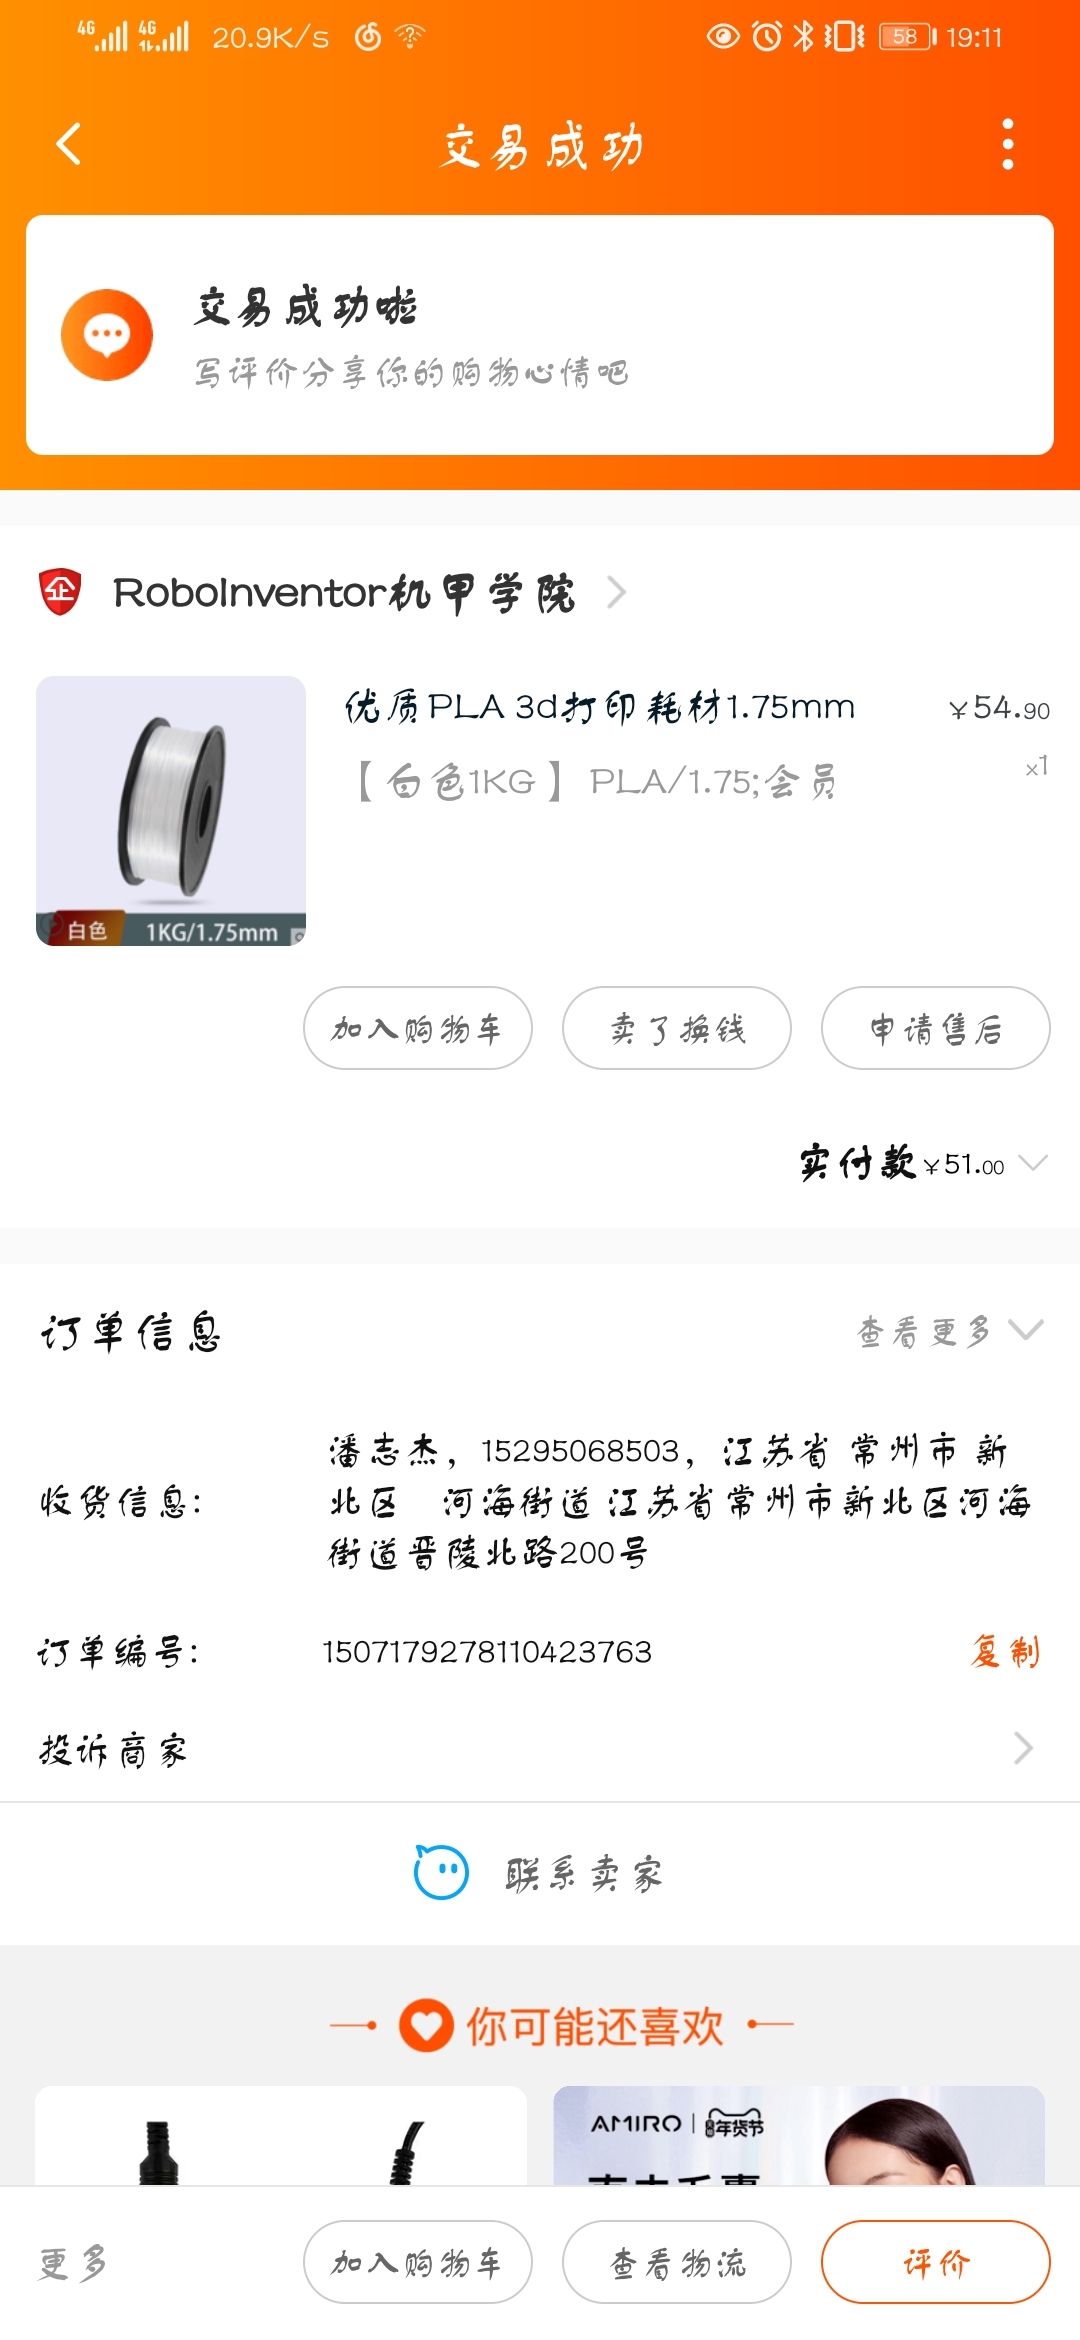 4G 4G 20.9K/s 58 19:11
交易成功
交易成功啦
写评价分享你的购物心情吧
企 RoboInventor机甲学院
优质PLA 3d打印耗材1.75mm ¥54.90
【白色1KG】PLA/1.75;会员 x1
白色 1KG/1.75mm
加入购物车 卖了换钱 申请售后
实付款¥51.00
订单信息 查看更多
收货信息: 潘志杰，15295068503，江苏省 常州市 新
北区 河海街道 江苏省常州市新北区河海
街道晋陵北路200号
订单编号: 1507179278110423763 复制
投诉商家
联系卖家
你可能还喜欢
AMIRO 年货节
更多 加入购物车 查看物流 评价